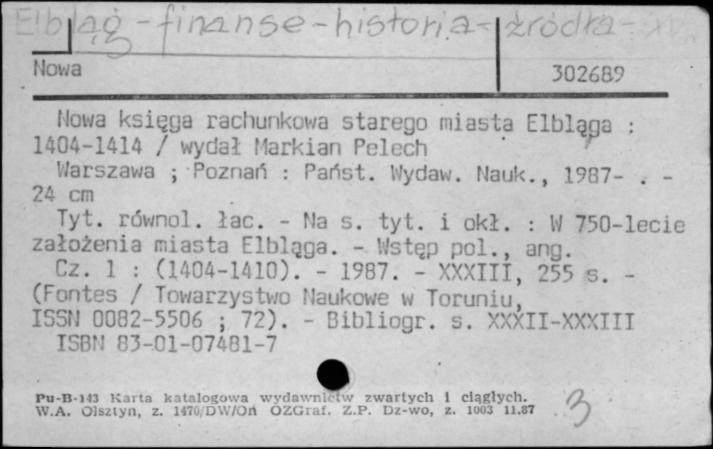 Elbląg - finanse - historia - źródła - XV
Nowa 302689
Nowa księga rachunkowa starego miasta Elbląga :
1404-1414 / wydał Markian Pelech
Warszawa ; Poznań : Państ. Wydaw. Nauk., 1987- . -
24 cm
Tyt. równol. łac. - Na s. tyt. i okł. : W 750-lecie
założenia miasta Elbląga. - Wstęp pol., ang.
Cz. 1 : (1404-1410). - 1987. - XXXIII, 255 s. -
(Fontes / Towarzystwo Naukowe w Toruniu,
ISSN 0082-5506 ; 72). - Bibliogr. s. XXXII-XXXIII
ISBN 83-01-07481-7
Pu-B-143 Karta katalogowa wydawnictw zwartych i ciągłych.
W.A. Olsztyn, z. 1470/DW/On OZGraf. Z.P. Dz-wo, z. 1003 11.87 3